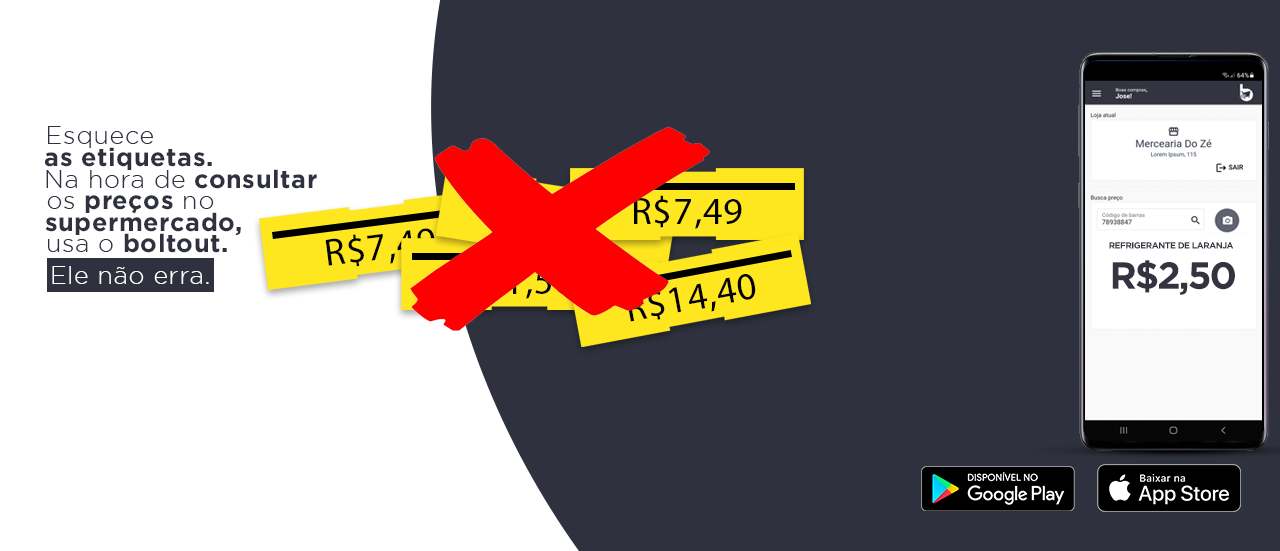 Esquece
as etiquetas.
Na hora de consultar
os preços no
supermercado,
usa o boltout.
Ele não erra.
R$7,49
R$7,49
R$14,40
64%
Boas compras,
Jose!
Loja atual
Mercearia Do Zé
Lorem Ipsum, 115
SAIR
Busca preço
Código de barras
78938847
REFRIGERANTE DE LARANJA
R$2,50
DISPONÍVEL NO
Google Play
Baixar na
App Store